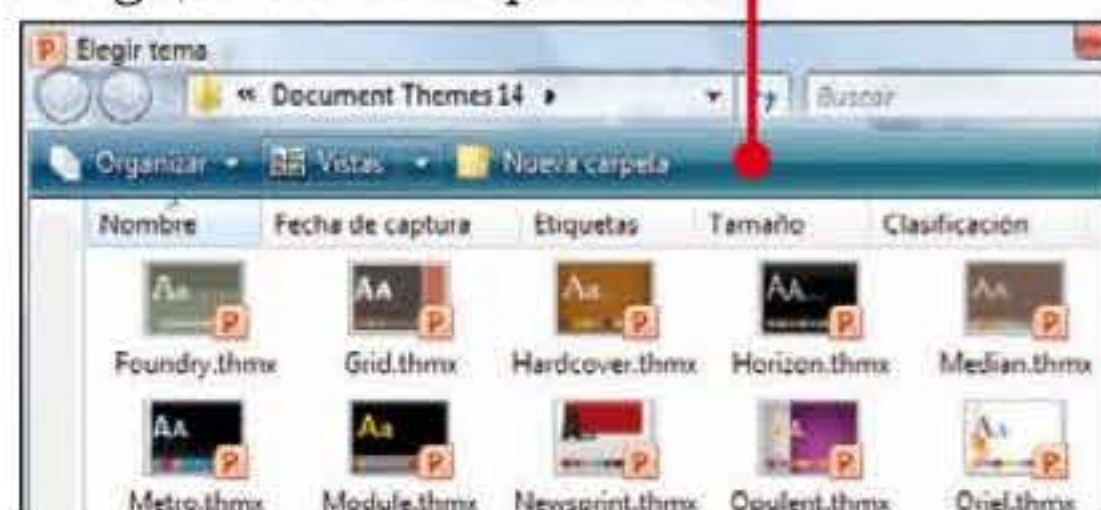 Elegir tema
« Document Themes 14
Buscar
Organizar Vistas Nueva carpeta
Nombre Fecha de captura Etiquetas Tamaño Clasificación
Foundry.thmx Grid.thmx Hardcover.thmx Horizon.thmx Median.thmx
Metro.thmx Module.thmx Newsprint.thmx Opulent.thmx Oriel.thmx